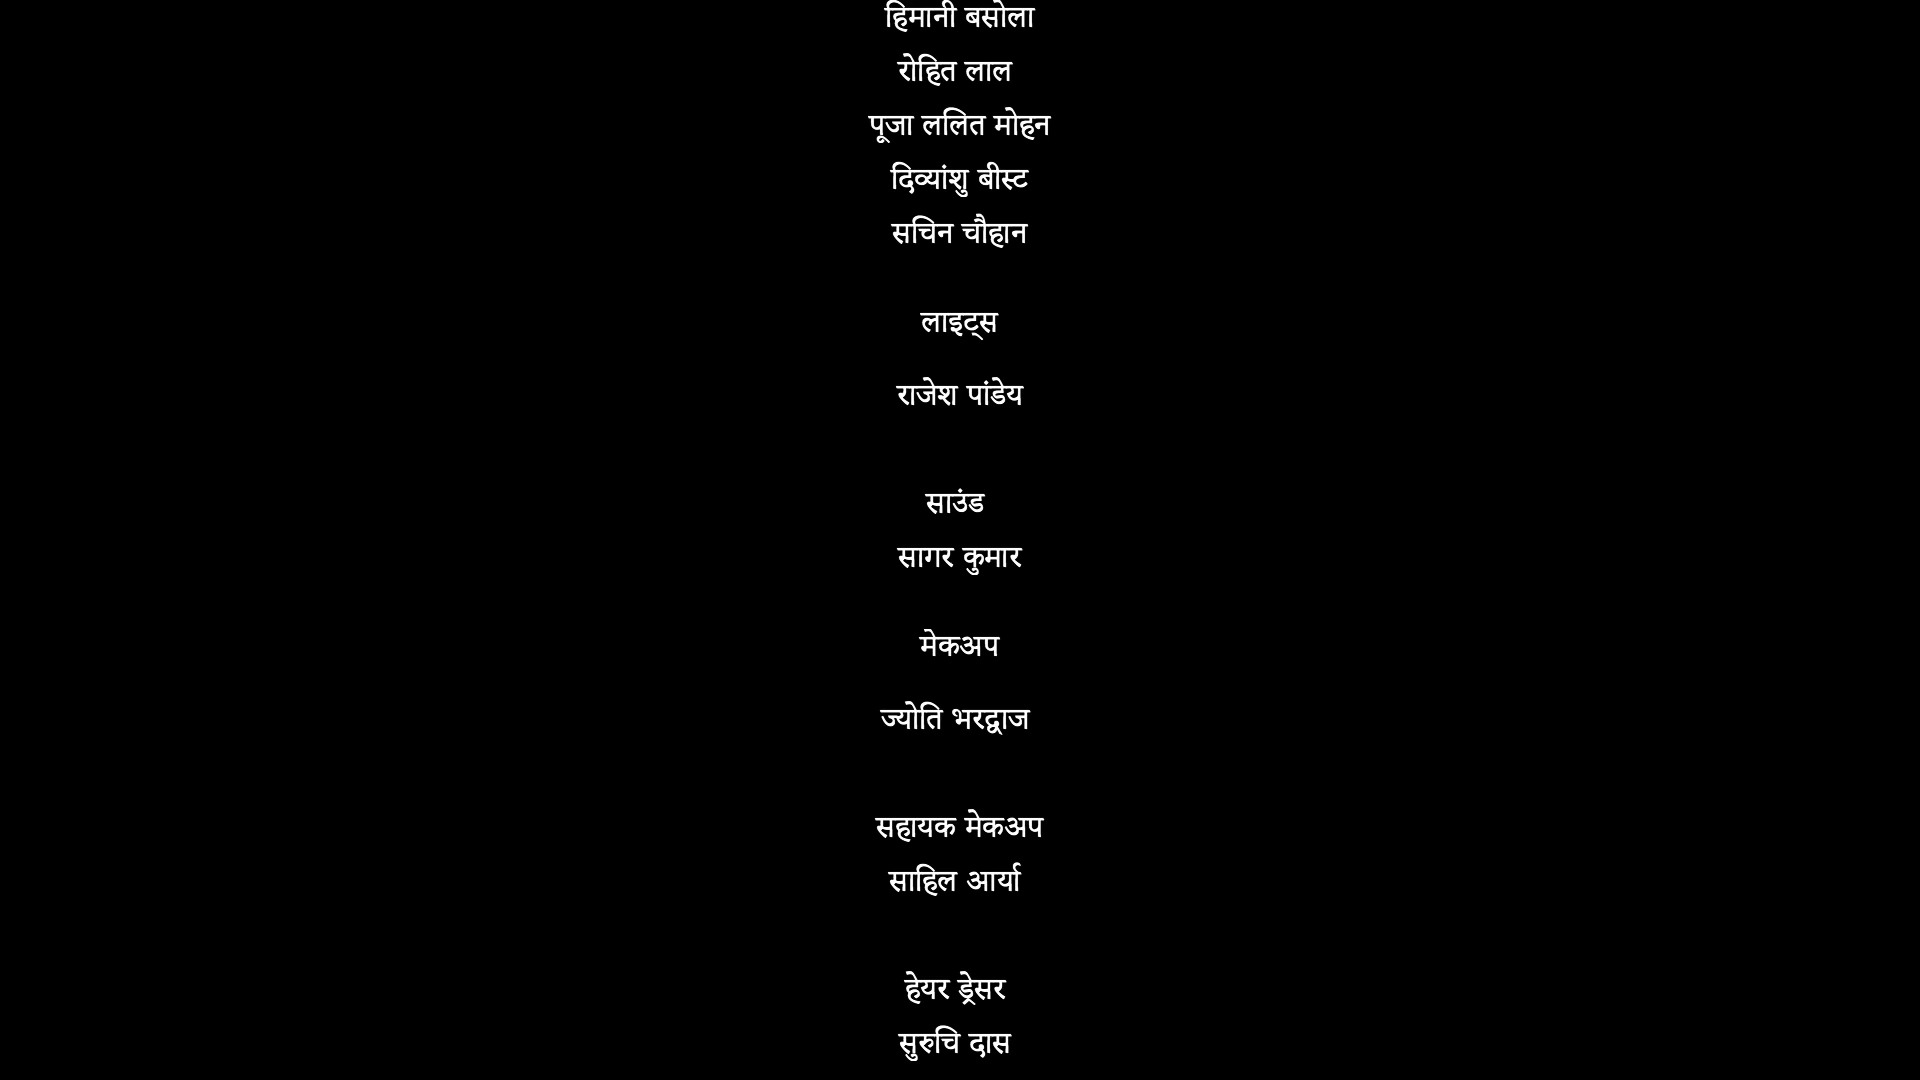 हिमानी बसोला
रोहित लाल
पूजा ललित मोहन
दिव्यांशु बीस्ट
सचिन चौहान
लाइट्स
राजेश पांडेय
साउंड
सागर कुमार
मेकअप
ज्योति भरद्वाज
सहायक मेकअप
साहिल आर्या
हेयर ड्रेसर
सुरुचि दास